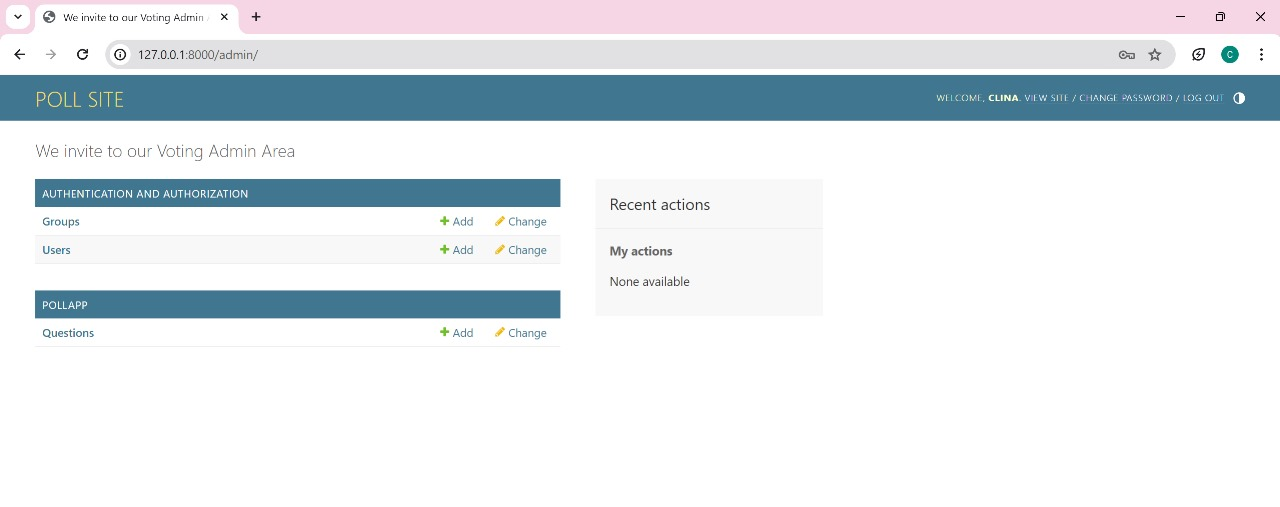 We invite to our Voting Admin
127.0.0.1:8000/admin/
C
POLL SITE
WELCOME, CLINA. VIEW SITE / CHANGE PASSWORD / LOG OUT
We invite to our Voting Admin Area
AUTHENTICATION AND AUTHORIZATION
Groups Add Change
Users Add Change
POLLAPP
Questions Add Change
Recent actions
My actions
None available